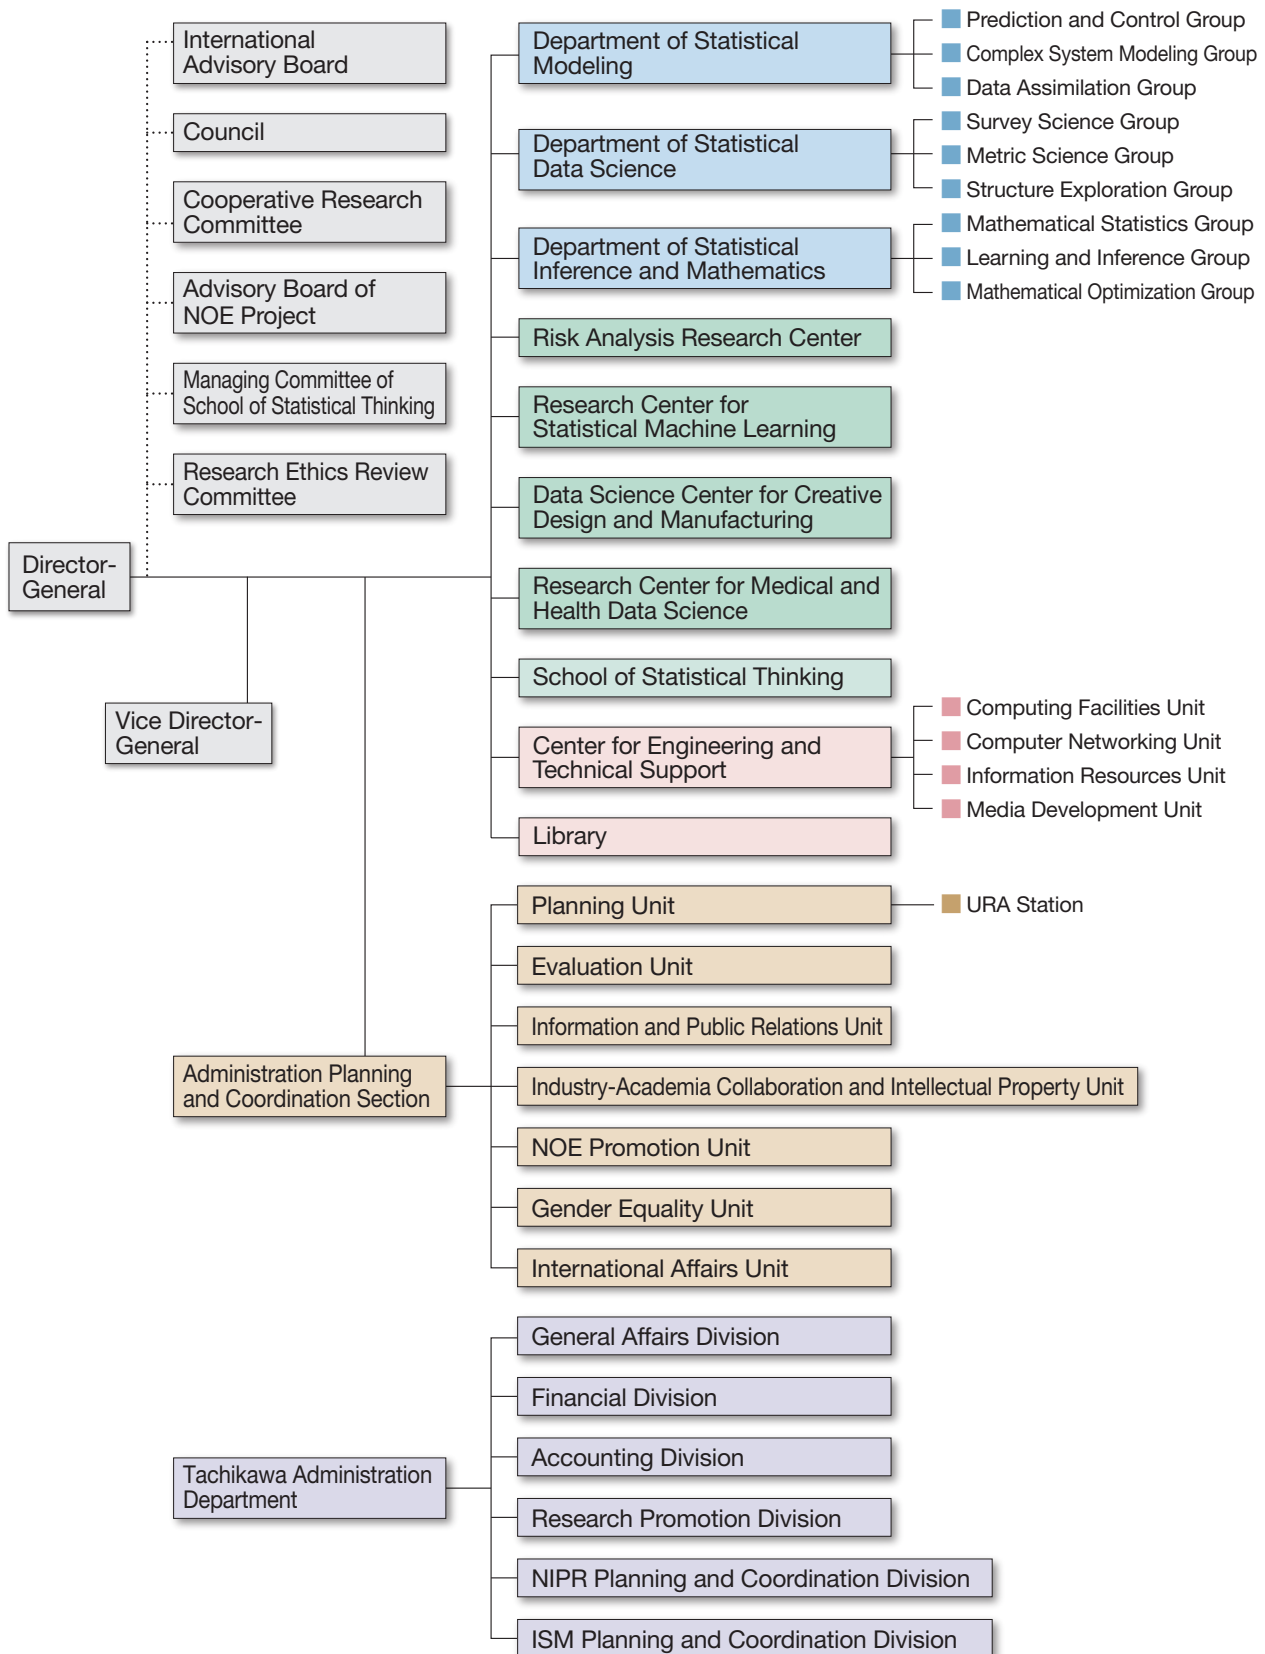 International
Advisory Board
Council
Cooperative Research
Committee
Advisory Board of
NOE Project
Managing Committee of
School of Statistical Thinking
Research Ethics Review
Committee
Director-
General
Vice Director-
General
Department of Statistical
Modeling
Prediction and Control Group
Complex System Modeling Group
Data Assimilation Group
Department of Statistical
Data Science
Survey Science Group
Metric Science Group
Structure Exploration Group
Department of Statistical
Inference and Mathematics
Mathematical Statistics Group
Learning and Inference Group
Mathematical Optimization Group
Risk Analysis Research Center
Research Center for
Statistical Machine Learning
Data Science Center for Creative
Design and Manufacturing
Research Center for Medical and
Health Data Science
School of Statistical Thinking
Center for Engineering and
Technical Support
Computing Facilities Unit
Computer Networking Unit
Information Resources Unit
Media Development Unit
Library
Administration Planning
and Coordination Section
Planning Unit
URA Station
Evaluation Unit
Information and Public Relations Unit
Industry-Academia Collaboration and Intellectual Property Unit
NOE Promotion Unit
Gender Equality Unit
International Affairs Unit
Tachikawa Administration
Department
General Affairs Division
Financial Division
Accounting Division
Research Promotion Division
NIPR Planning and Coordination Division
ISM Planning and Coordination Division